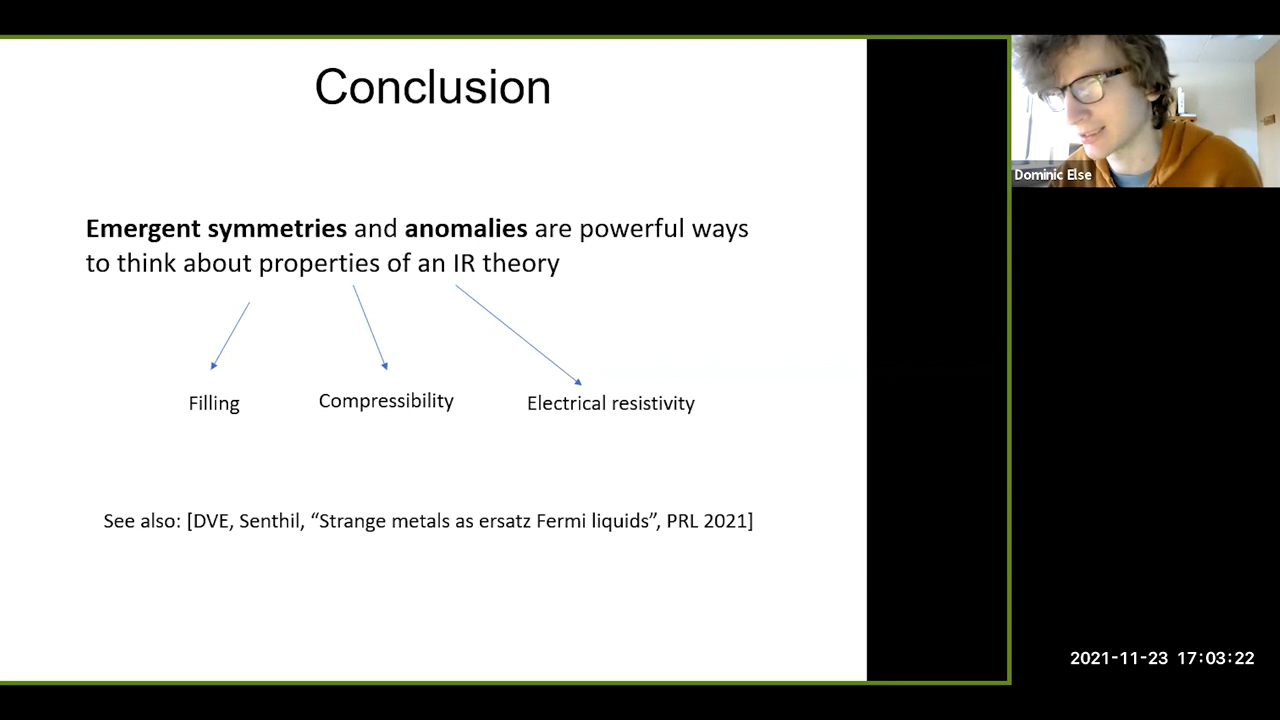 Conclusion
Emergent symmetries and anomalies are powerful ways
to think about properties of an IR theory
Filling
Compressibility
Electrical resistivity
See also: [DVE, Senthil, “Strange metals as ersatz Fermi liquids”, PRL 2021]
Dominic Else
2021-11-23 17:03:22